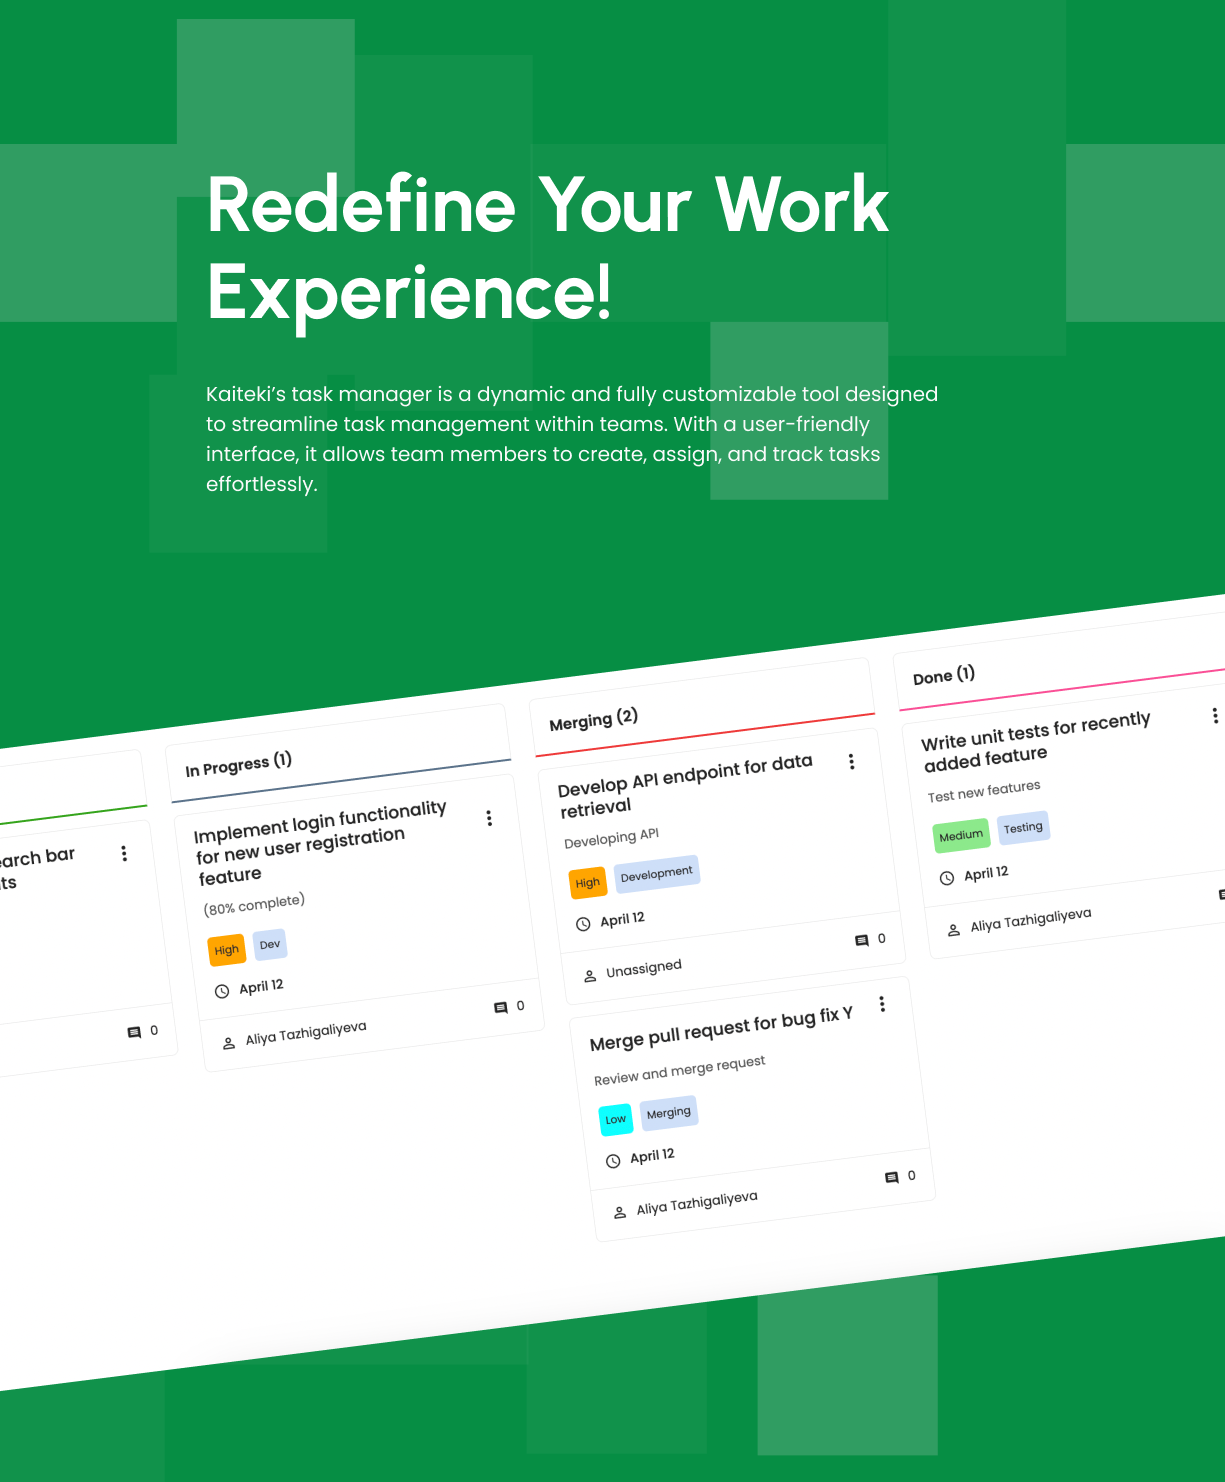 Redefine Your Work
Experience!
Kaiteki’s task manager is a dynamic and fully customizable tool designed
to streamline task management within teams. With a user-friendly
interface, it allows team members to create, assign, and track tasks
effortlessly.
bar
0
In Progress (1)
Implement login functionality
for new user registration
feature
(80% complete)
High
Dev
April 12
Aliya Tazhigaliyeva
0
Merging (2)
Develop API endpoint for data
retrieval
Developing API
High
Development
April 12
Unassigned
0
Merge pull request for bug fix Y
Review and merge request
Low
Merging
April 12
Aliya Tazhigaliyeva
0
Done (1)
Write unit tests for recently
added feature
Test new features
Medium
Testing
April 12
Aliya Tazhigaliyeva